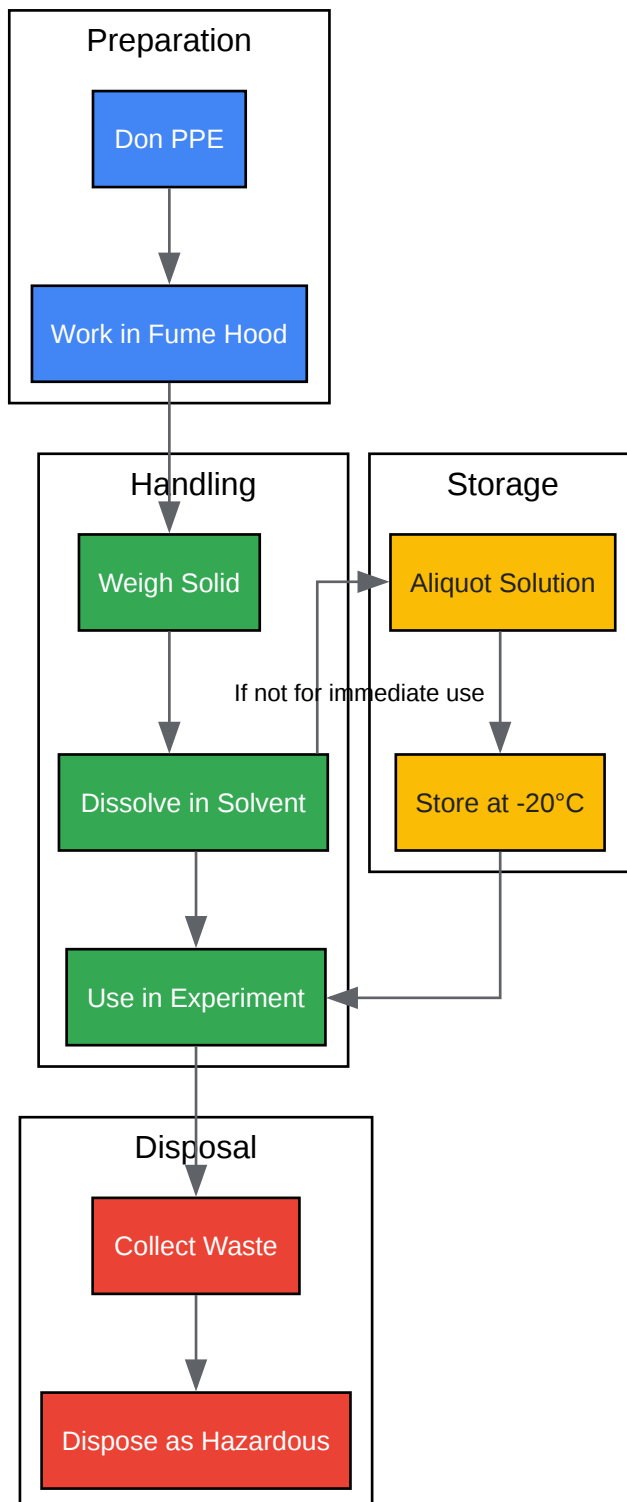 Preparation
Don PPE
Work in Fume Hood
Handling
Storage
Weigh Solid
Aliquot Solution
If not for immediate use
Dissolve in Solvent
Store at -20°C
Use in Experiment
Disposal
Collect Waste
Dispose as Hazardous